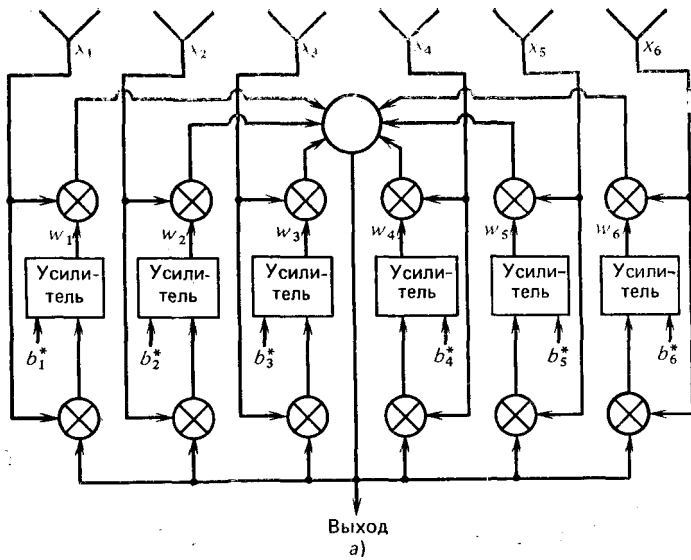 x₁ x₂ x₃ x₄ x₅ x₆
w₁ w₂ w₃ w₄ w₅ w₆
Усили- Усили- Усили- Усили- Усили- Усили-
тель тель тель тель тель тель
b₁* b₂* b₃* b₄* b₅* b₆*
Выход
а)